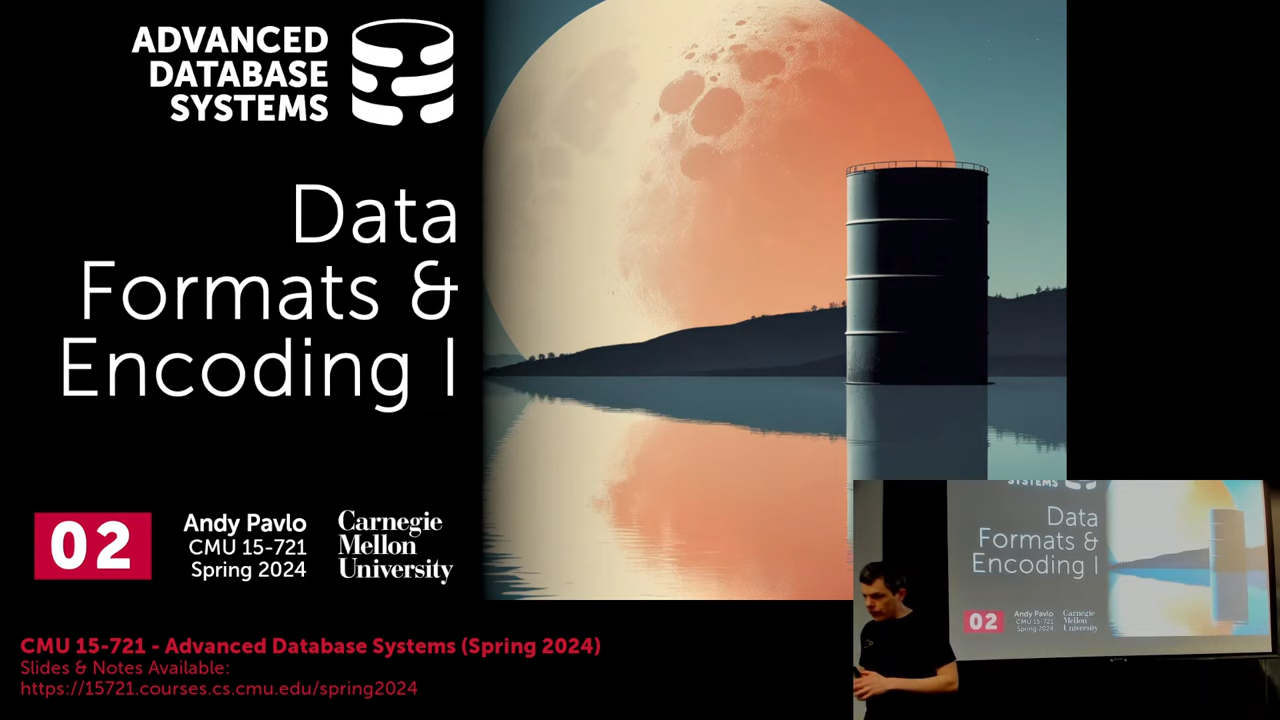 ADVANCED
DATABASE
SYSTEMS
Data
Formats &
Encoding I
02
Andy Pavlo
CMU 15-721
Spring 2024
Carnegie
Mellon
University
CMU 15-721 - Advanced Database Systems (Spring 2024)
Slides & Notes Available:
https://15721.courses.cs.cmu.edu/spring2024
SYSTEMS
Data
Formats &
Encoding I
02
Andy Pavlo
CMU 15-721
Spring 2024
Carnegie
Mellon
University